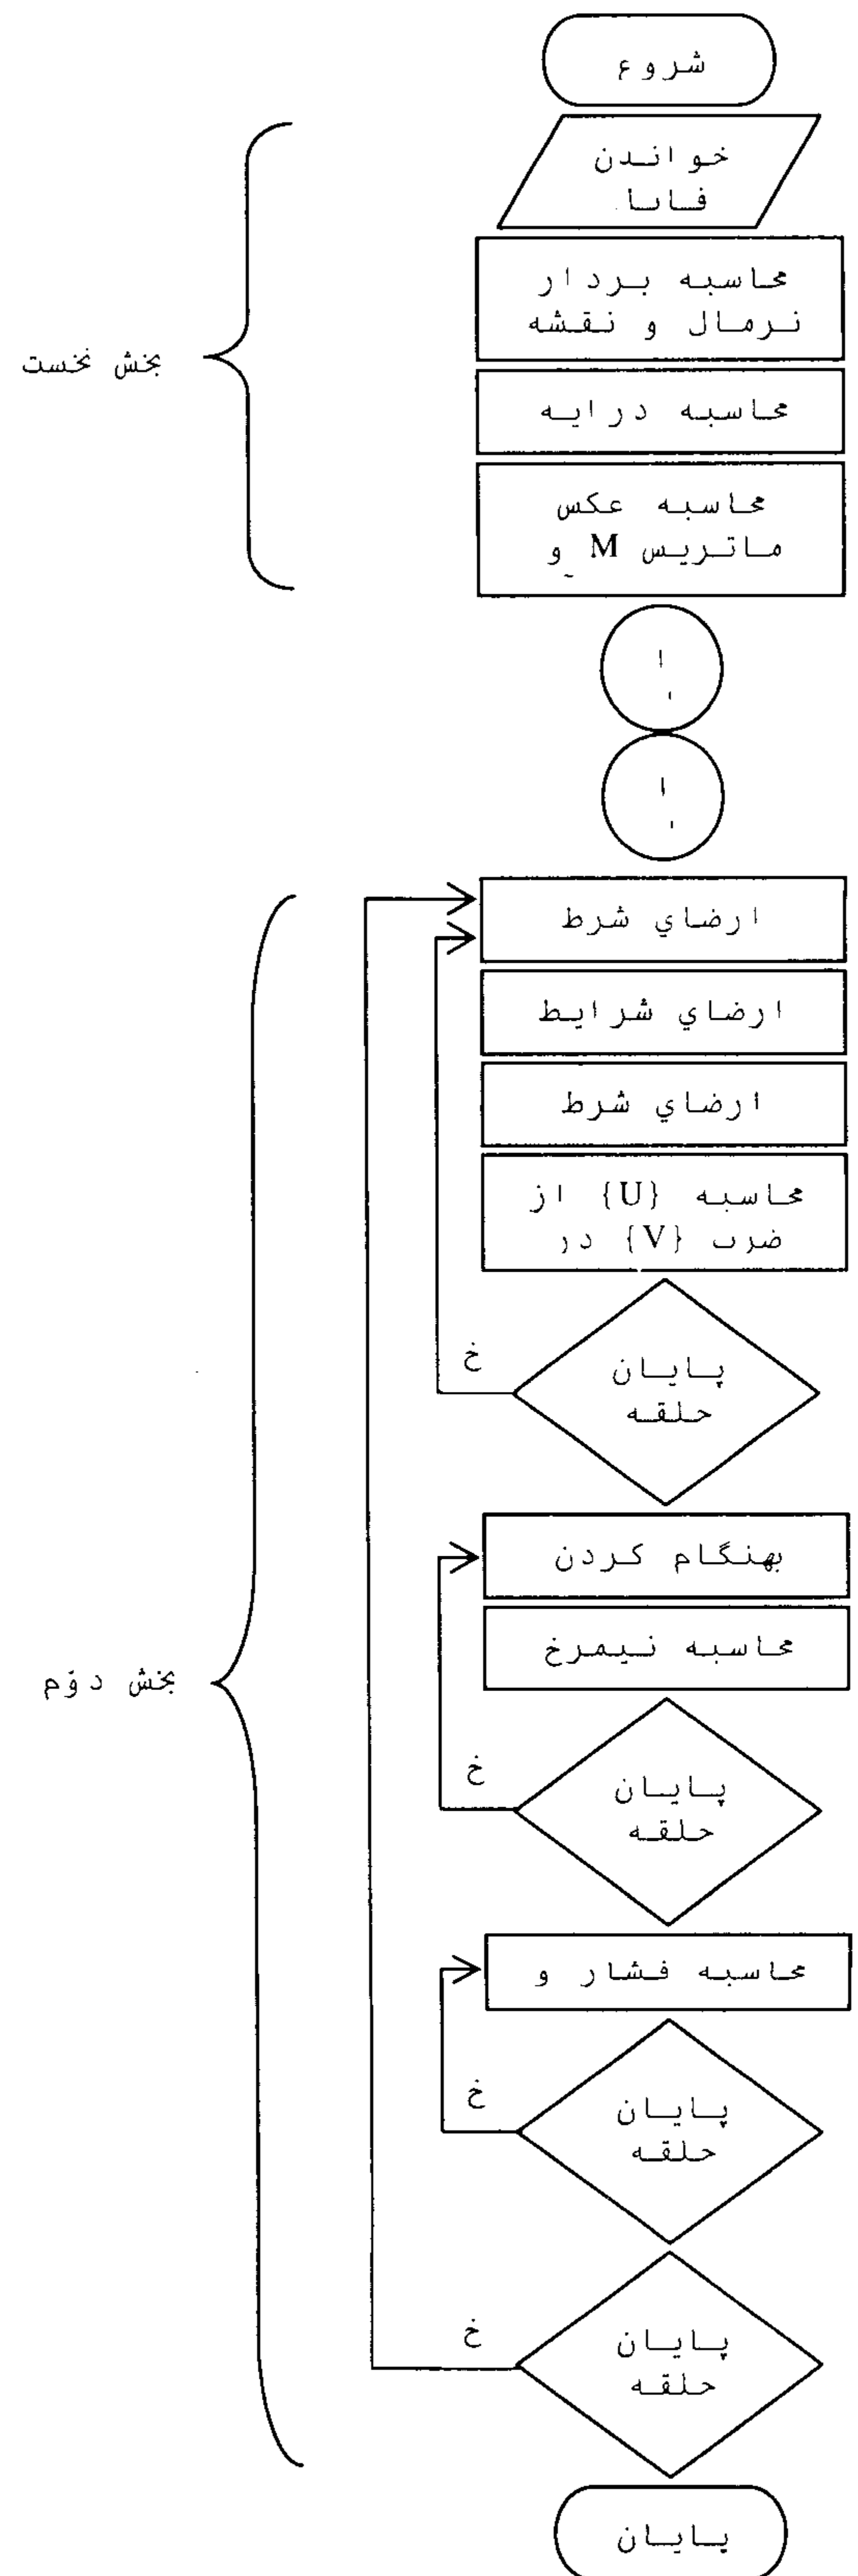 شروع
خواندن
محاسبه بردار
نرمال و نقشه
محاسبه درایه
محاسبه عکس
ماتریس M و
بخش نخست
ا
ا
ارضاي شرط
ارضاي شرایط
ارضاي شرط
محاسبه {U} از
ضرب {V} در
پایان
حلقه
خ
بهنگام کردن
محاسبه نیمرخ
پایان
حلقه
خ
محاسبه فشار و
پایان
حلقه
خ
پایان
حلقه
خ
بخش دوّم
پایان